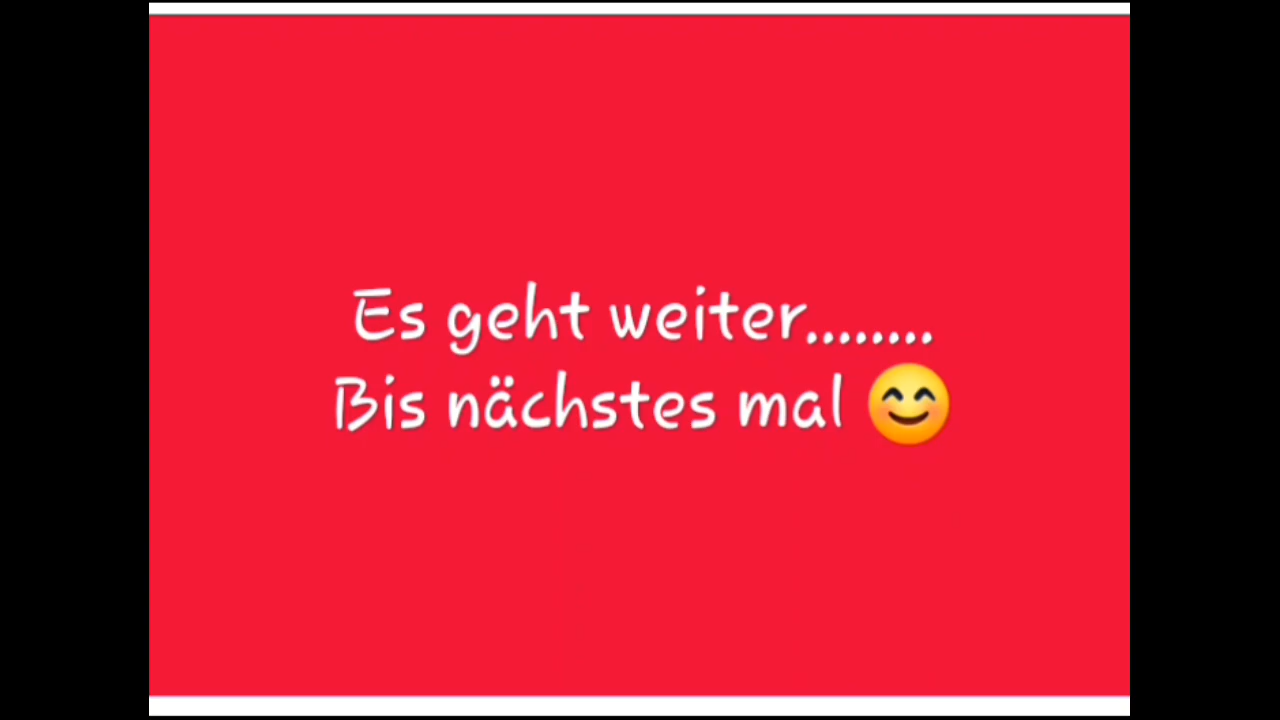 Es geht weiter........
Bis nächstes mal 😊